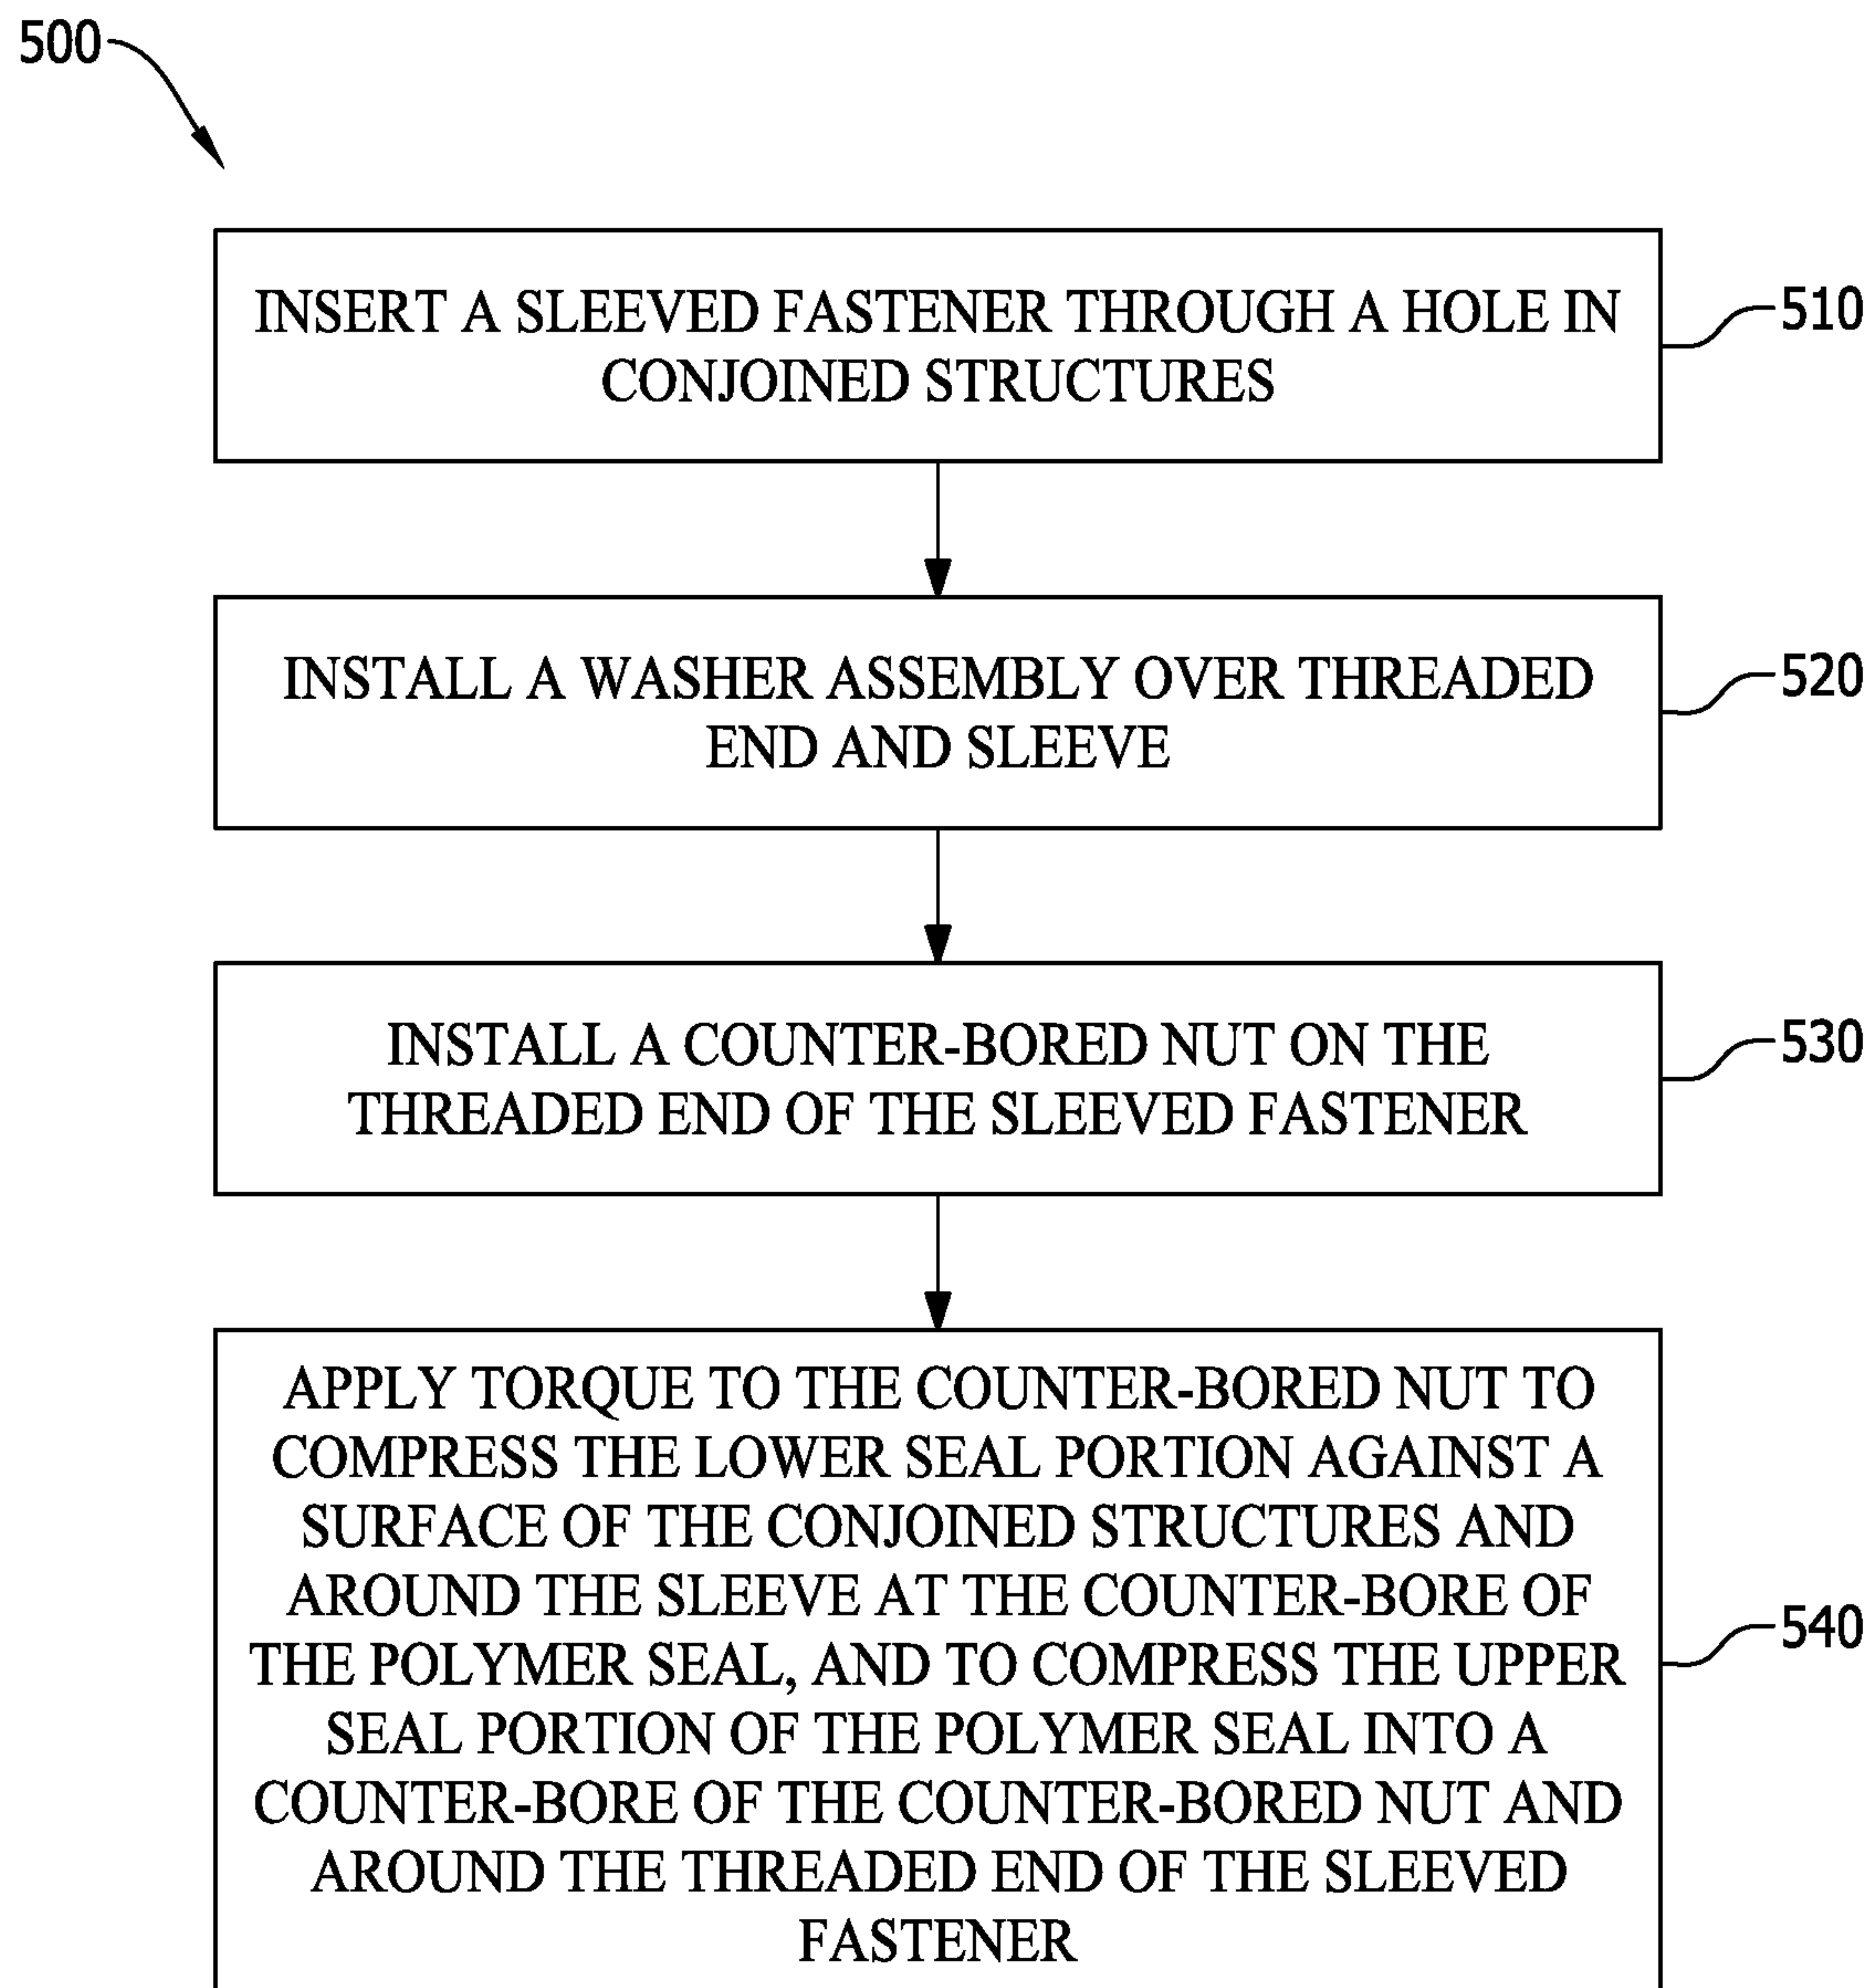 500
INSERT A SLEEVED FASTENER THROUGH A HOLE IN
CONJOINED STRUCTURES
510
INSTALL A WASHER ASSEMBLY OVER THREADED
END AND SLEEVE
520
INSTALL A COUNTER-BORED NUT ON THE
THREADED END OF THE SLEEVED FASTENER
530
APPLY TORQUE TO THE COUNTER-BORED NUT TO
COMPRESS THE LOWER SEAL PORTION AGAINST A
SURFACE OF THE CONJOINED STRUCTURES AND
AROUND THE SLEEVE AT THE COUNTER-BORE OF
THE POLYMER SEAL, AND TO COMPRESS THE UPPER
SEAL PORTION OF THE POLYMER SEAL INTO A
COUNTER-BORE OF THE COUNTER-BORED NUT AND
AROUND THE THREADED END OF THE SLEEVED
FASTENER
540